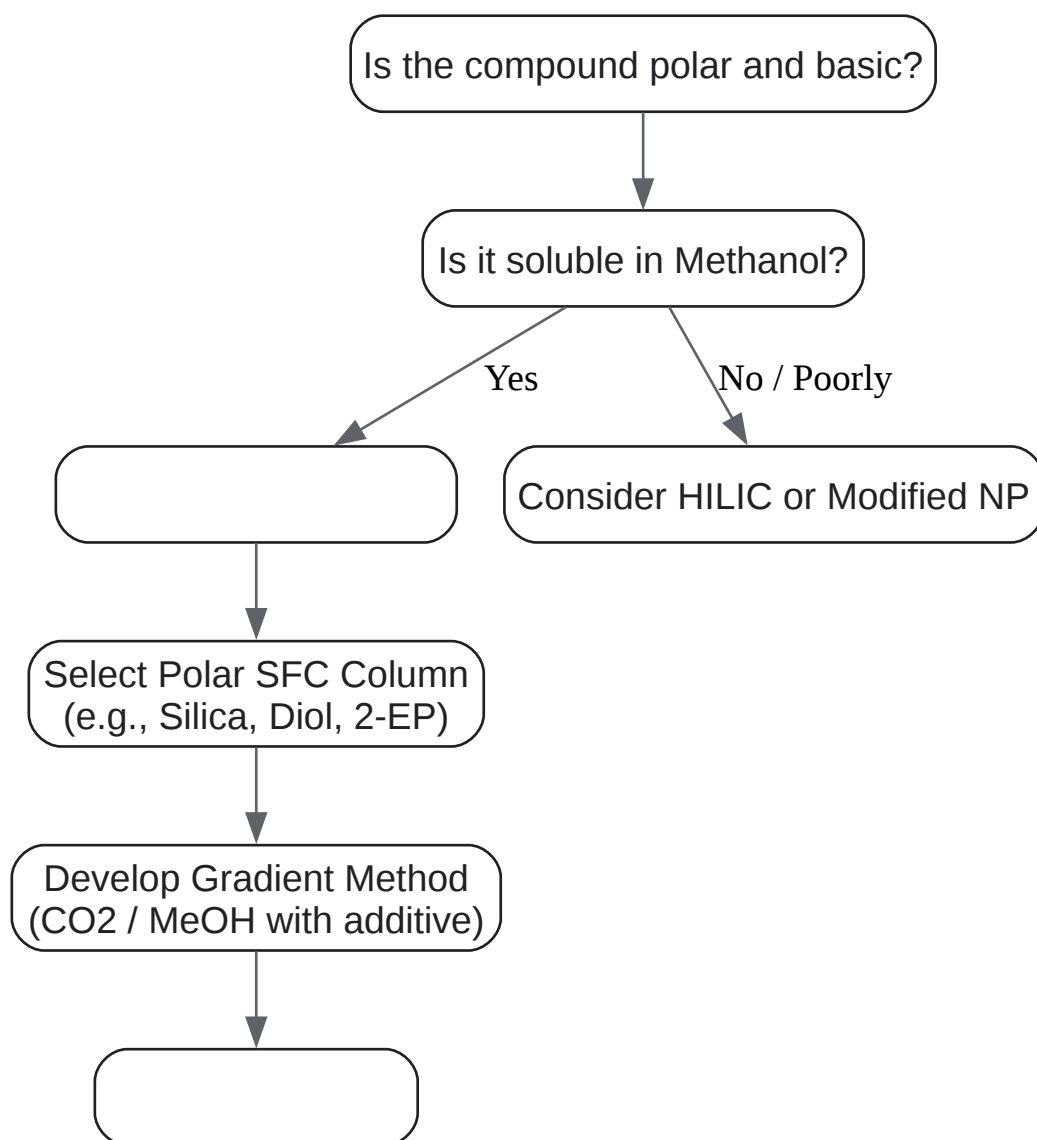 Is the compound polar and basic?
Is it soluble in Methanol?
Yes
No / Poorly
Consider HILIC or Modified NP
Select Polar SFC Column
(e.g., Silica, Diol, 2-EP)
Develop Gradient Method
(CO2 / MeOH with additive)